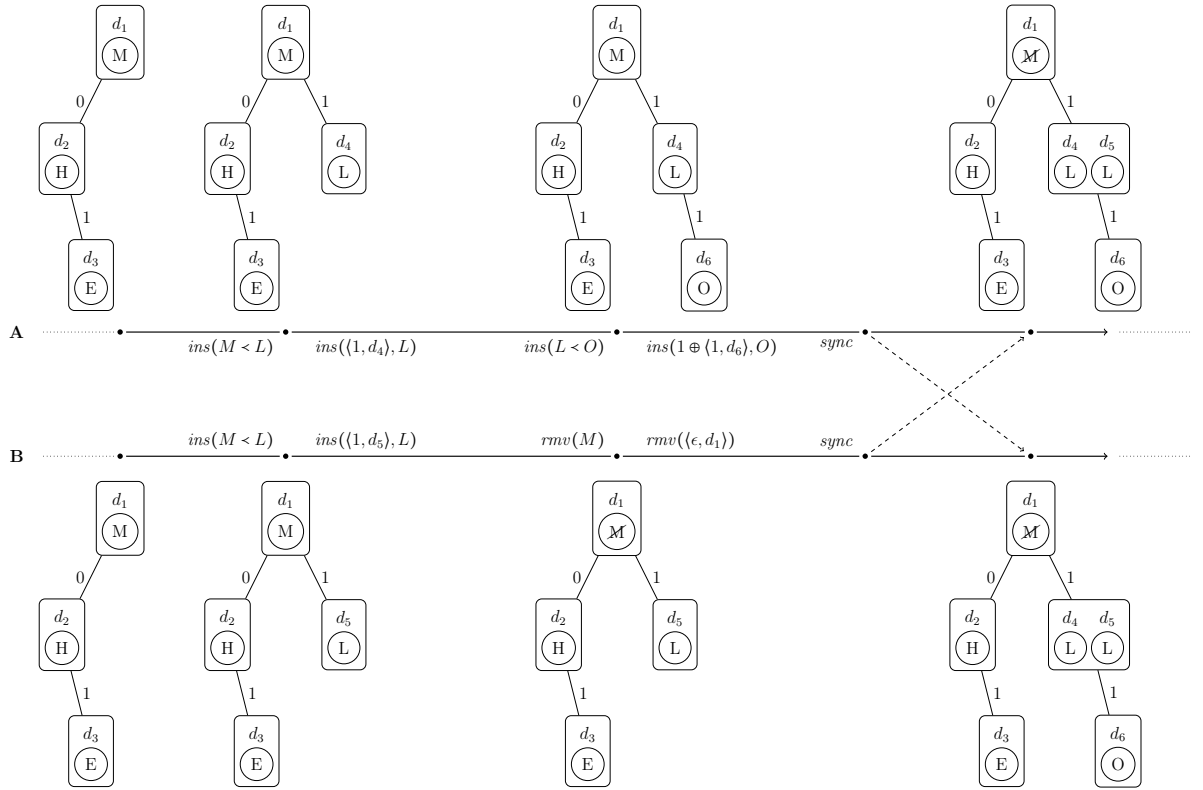 d₁ d₁ d₁ d₁
M M M M̸
0 0 1 0 1 0 1
d₂ d₂ d₄ d₂ d₄ d₂ d₄ d₅
H H L H L H L L
1 1 1 1 1 1
d₃ d₃ d₃ d₆ d₃ d₆
E E E O E O
A
ins(M ≺ L) ins(⟨1, d₄⟩, L) ins(L ≺ O) ins(1 ⊕ ⟨1, d₆⟩, O) sync
ins(M ≺ L) ins(⟨1, d₅⟩, L) rmv(M) rmv(⟨ϵ, d₁⟩) sync
B
d₁ d₁ d₁ d₁
M M M̸ M̸
0 0 1 0 1 0 1
d₂ d₂ d₅ d₂ d₅ d₂ d₄ d₅
H H L H L H L L
1 1 1 1 1
d₃ d₃ d₃ d₃ d₆
E E E E O